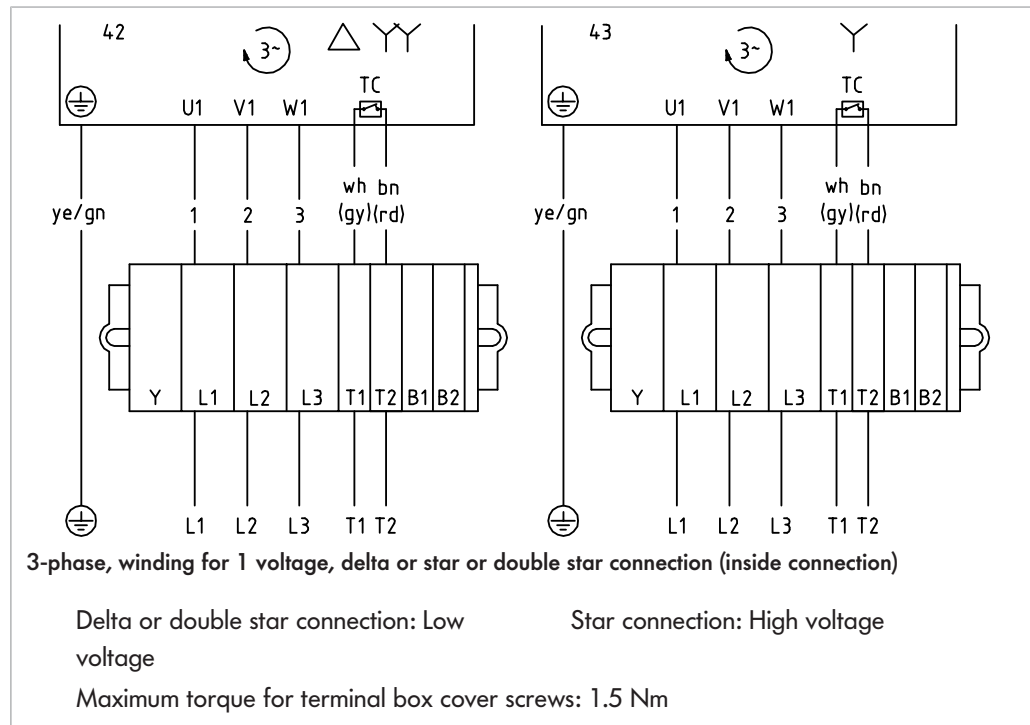 42
3~
TC
U1 V1 W1
wh bn
ye/gn 1 2 3 (gy)(rd)
Y L1 L2 L3 T1 T2 B1 B2
L1 L2 L3 T1 T2
43
3~
TC
U1 V1 W1
wh bn
ye/gn 1 2 3 (gy)(rd)
Y L1 L2 L3 T1 T2 B1 B2
L1 L2 L3 T1 T2
3-phase, winding for 1 voltage, delta or star or double star connection (inside connection)
Delta or double star connection: Low
voltage
Star connection: High voltage
Maximum torque for terminal box cover screws: 1.5 Nm